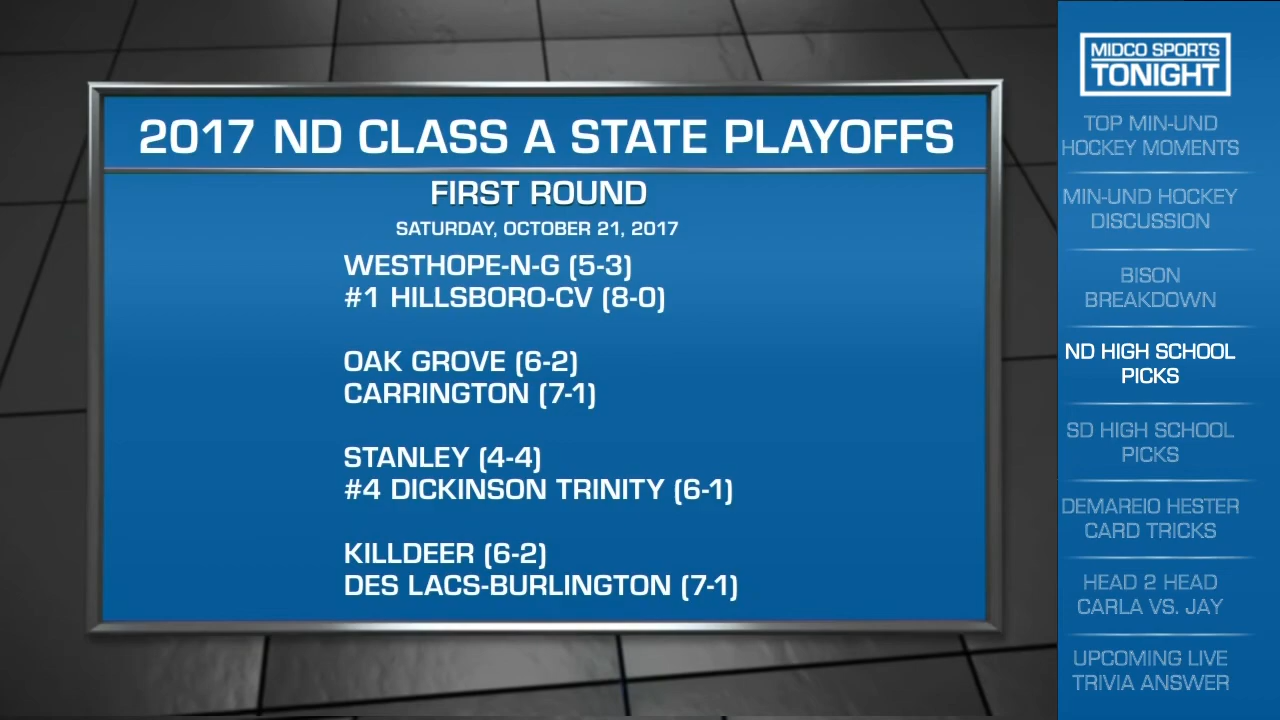 2017 ND CLASS A STATE PLAYOFFS
FIRST ROUND
SATURDAY, OCTOBER 21, 2017
WESTHOPE-N-G (5-3)
#1 HILLSBORO-CV (8-0)
OAK GROVE (6-2)
CARRINGTON (7-1)
STANLEY (4-4)
#4 DICKINSON TRINITY (6-1)
KILLDEER (6-2)
DES LACS-BURLINGTON (7-1)
MIDCO SPORTS
TONIGHT
TOP MIN-UND
HOCKEY MOMENTS
MIN-UND HOCKEY
DISCUSSION
BISON
BREAKDOWN
ND HIGH SCHOOL
PICKS
SD HIGH SCHOOL
PICKS
DEMAREIO HESTER
CARD TRICKS
HEAD 2 HEAD
CARLA VS. JAY
UPCOMING LIVE
TRIVIA ANSWER